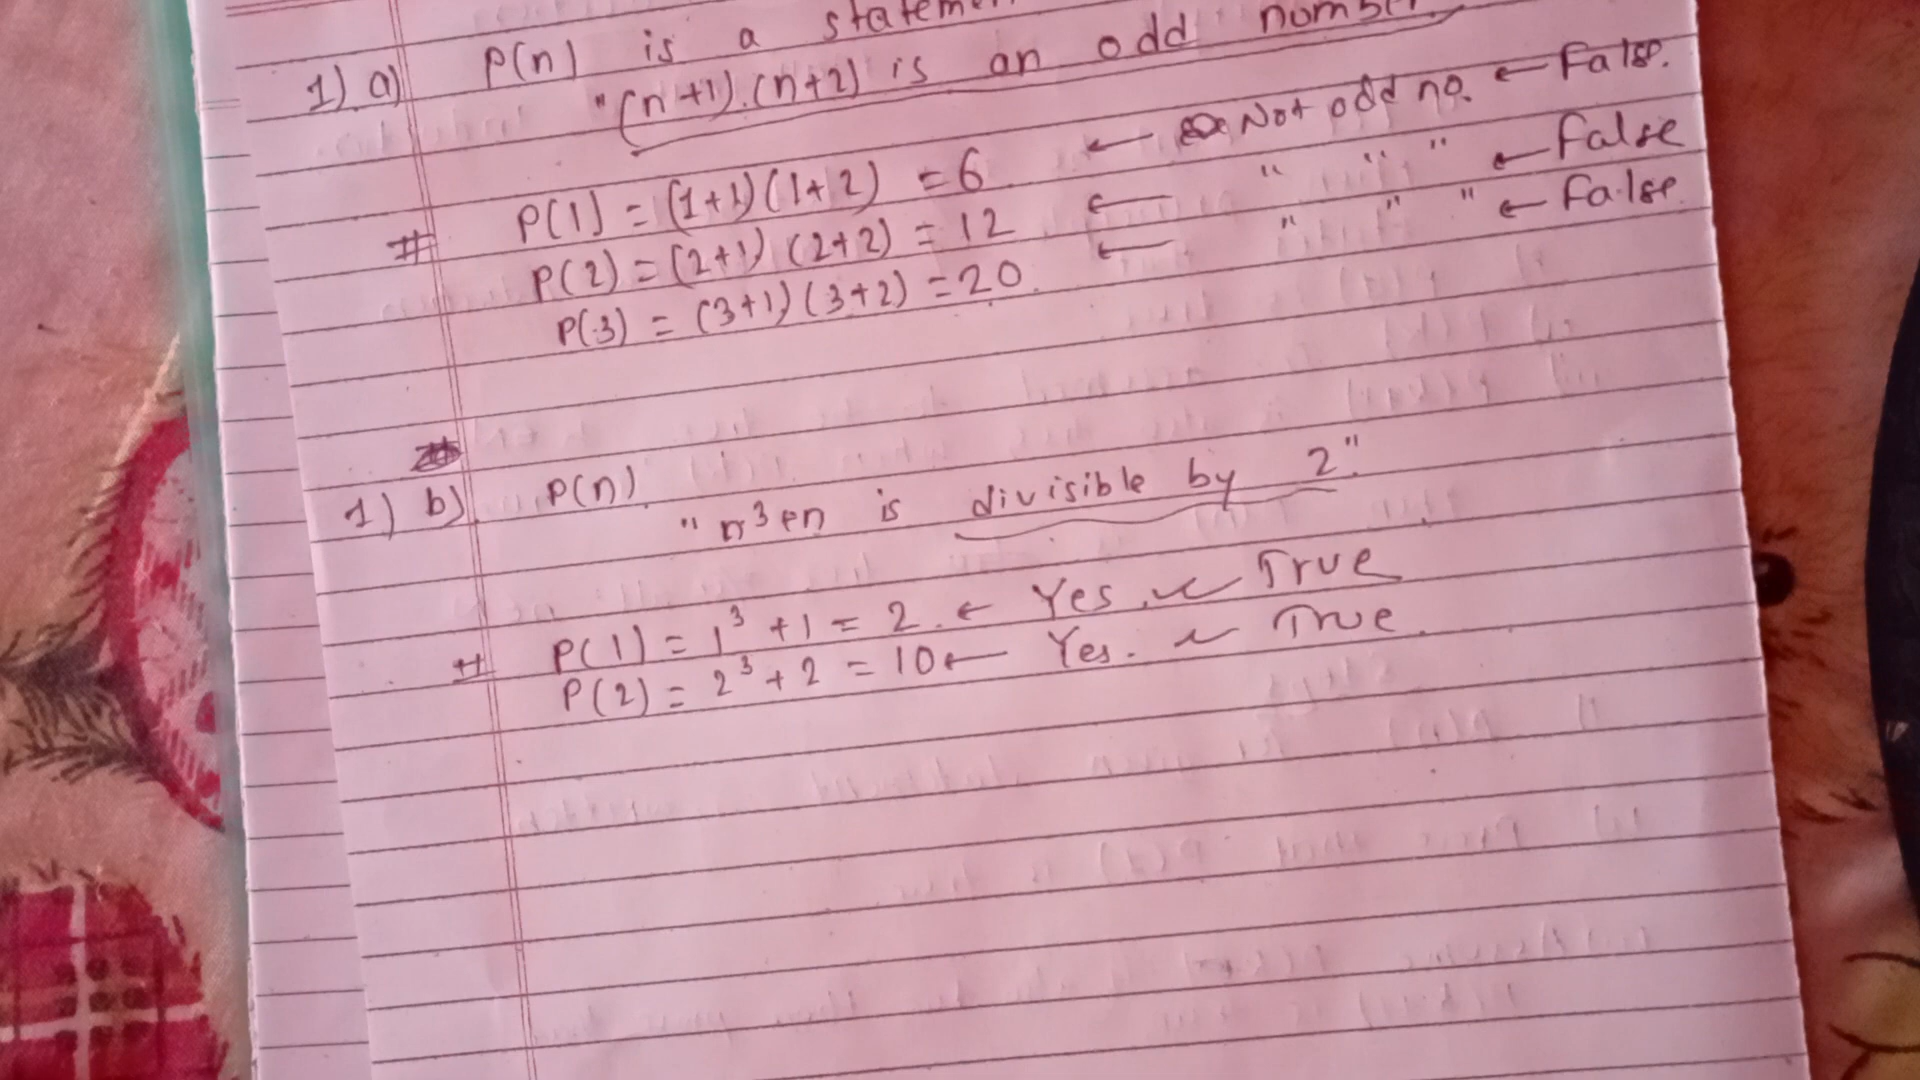 1) a) P(n) is a
"(n+1).(n+2) is an odd
# P(1) = (1+1)(1+2) = 6 ← Not odd no. ← False.
P(2) = (2+1) (2+2) = 12 ← " " " ← False
P(3) = (3+1) (3+2) = 20. ← " " " ← False.
1) b) P(n)
" n³+n is divisible by 2".
# P(1) = 1³ + 1 = 2. ← Yes. ← True
P(2) = 2³ + 2 = 10 ← Yes. ← True.